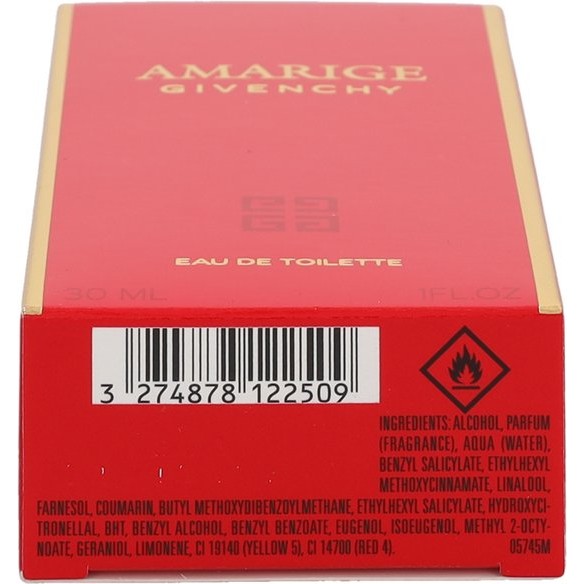 AMARIGE
GIVENCHY
EAU DE TOILETTE
30 ML 1FL.OZ
3 274878 122509
INGREDIENTS: ALCOHOL, PARFUM
(FRAGRANCE), AQUA (WATER),
BENZYL SALICYLATE, ETHYLHEXYL
METHOXYCINNAMATE, LINALOOL,
FARNESOL, COUMARIN, BUTYL METHOXYDIBENZOYLMETHANE, ETHYLHEXYL SALICYLATE, HYDROXYCI-
TRONELLAL, BHT, BENZYL ALCOHOL, BENZYL BENZOATE, EUGENOL, ISOEUGENOL, METHYL 2-OCTY-
NOATE, GERANIOL, LIMONENE, CI 19140 (YELLOW 5), CI 14700 (RED 4). 05745M